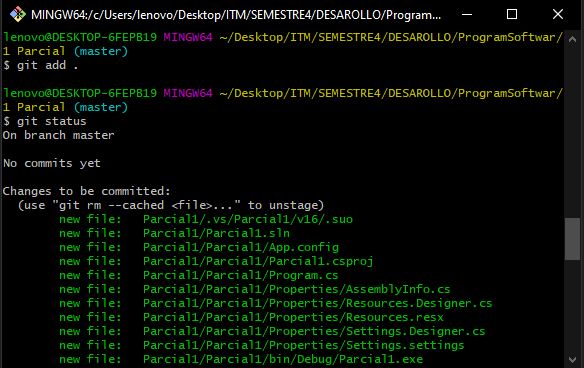 MINGW64:/c/Users/lenovo/Desktop/ITM/SEMESTRE4/DESAROLLO/Program...
lenovo@DESKTOP-6FEPB19 MINGW64 ~/Desktop/ITM/SEMESTRE4/DESAROLLO/ProgramSoftwar/
1 Parcial (master)
$ git add .
lenovo@DESKTOP-6FEPB19 MINGW64 ~/Desktop/ITM/SEMESTRE4/DESAROLLO/ProgramSoftwar/
1 Parcial (master)
$ git status
On branch master
No commits yet
Changes to be committed:
(use "git rm --cached <file>..." to unstage)
new file: Parcial1/.vs/Parcial1/v16/.suo
new file: Parcial1/Parcial1.sln
new file: Parcial1/Parcial1/App.config
new file: Parcial1/Parcial1/Parcial1.csproj
new file: Parcial1/Parcial1/Program.cs
new file: Parcial1/Parcial1/Properties/AssemblyInfo.cs
new file: Parcial1/Parcial1/Properties/Resources.Designer.cs
new file: Parcial1/Parcial1/Properties/Resources.resx
new file: Parcial1/Parcial1/Properties/Settings.Designer.cs
new file: Parcial1/Parcial1/Properties/Settings.settings
new file: Parcial1/Parcial1/bin/Debug/Parcial1.exe